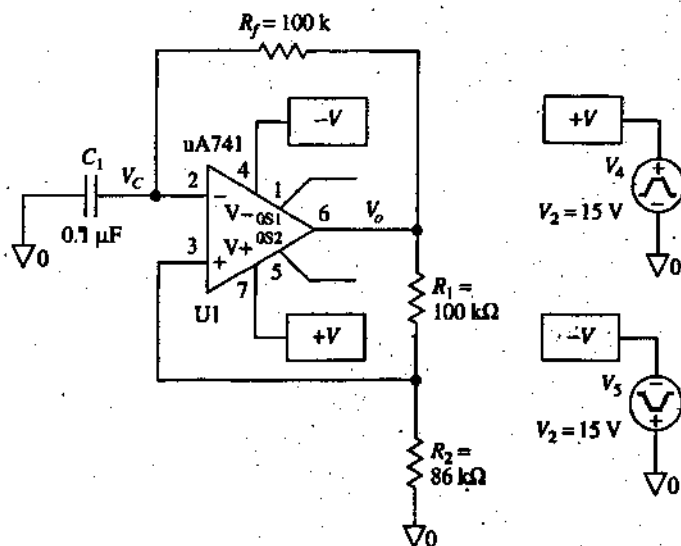 R_f = 100 k
−V
+V
uA741
V_4
C_1
V_C
4
1
2
−
V−
OS1
6
V_o
V_2 = 15 V
0.1 μF
3
+
V+
OS2
5
7
U1
0
0
R_1 =
100 kΩ
+V
−V
V_5
V_2 = 15 V
R_2 =
86 kΩ
0
0